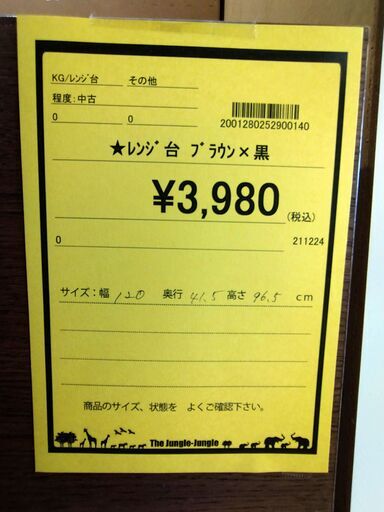 KG/ﾚﾝｼﾞ台 その他
程度:中古
0 0
2001280252900140
★ﾚﾝｼﾞ台 ﾌﾞﾗｳﾝ×黒
¥3,980(税込)
0 211224
サイズ:幅 120 奥行 41.5 高さ 96.5 cm
商品のサイズ、状態を よくご確認下さい。
The Jungle-Jungle